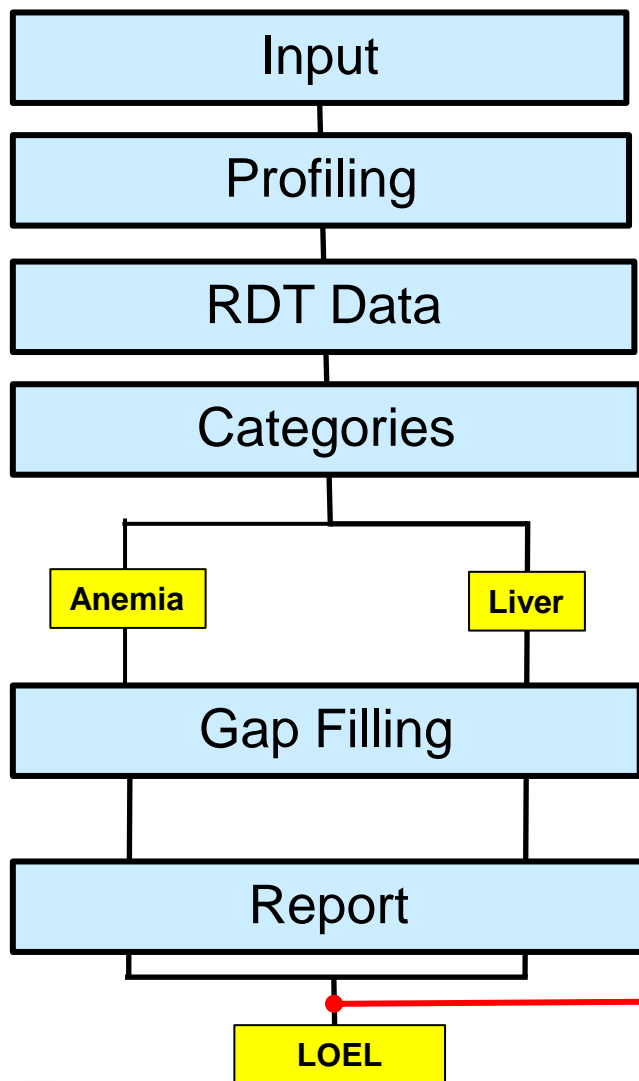 Input
Profiling
RDT Data
Categories
Anemia
Liver
Gap Filling
Report
LOEL